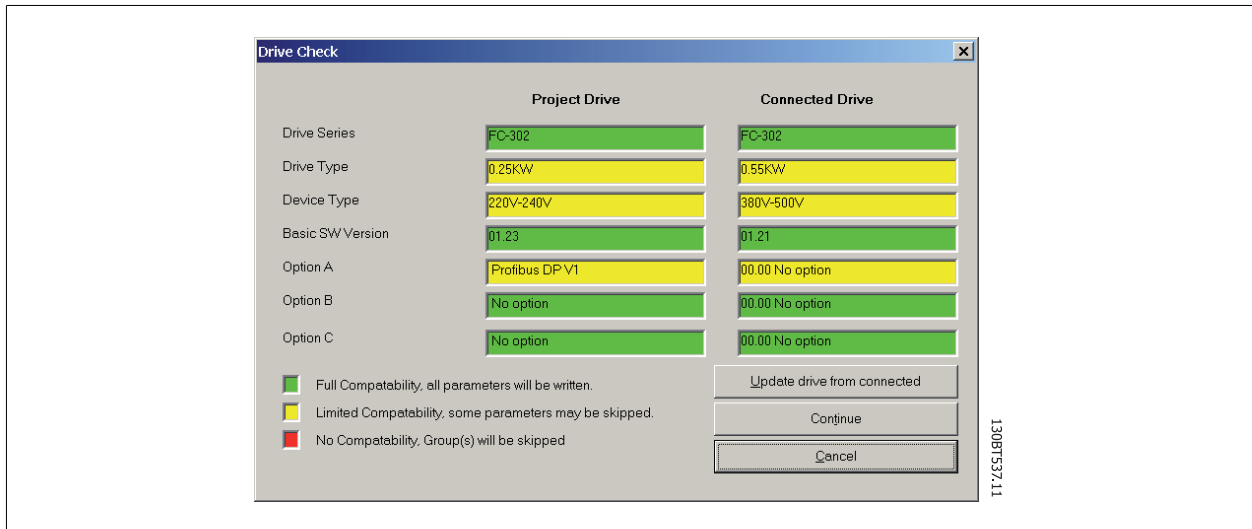 Drive Check
Project Drive Connected Drive
Drive Series FC-302 FC-302
Drive Type 0.25KW 0.55KW
Device Type 220V-240V 380V-500V
Basic SW Version 01.23 01.21
Option A Profibus DP V1 00.00 No option
Option B No option 00.00 No option
Option C No option 00.00 No option
Full Compatability, all parameters will be written.
Limited Compatability, some parameters may be skipped.
No Compatability, Group(s) will be skipped
Update drive from connected
Continue
Cancel
130BT537.11